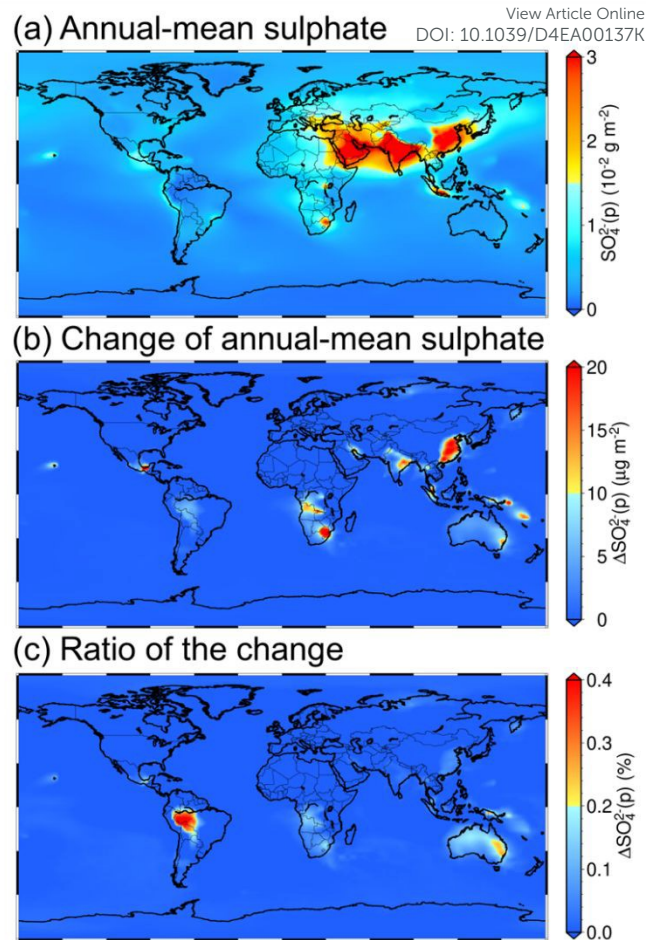 View Article Online
DOI: 10.1039/D4EA00137K
(a) Annual-mean sulphate
3
2
1
0
SO₄²⁻(p) (10⁻² g m⁻²)
(b) Change of annual-mean sulphate
20
15
10
5
0
ΔSO₄²⁻(p) (µg m⁻²)
(c) Ratio of the change
0.4
0.3
0.2
0.1
0.0
ΔSO₄²⁻(p) (%)